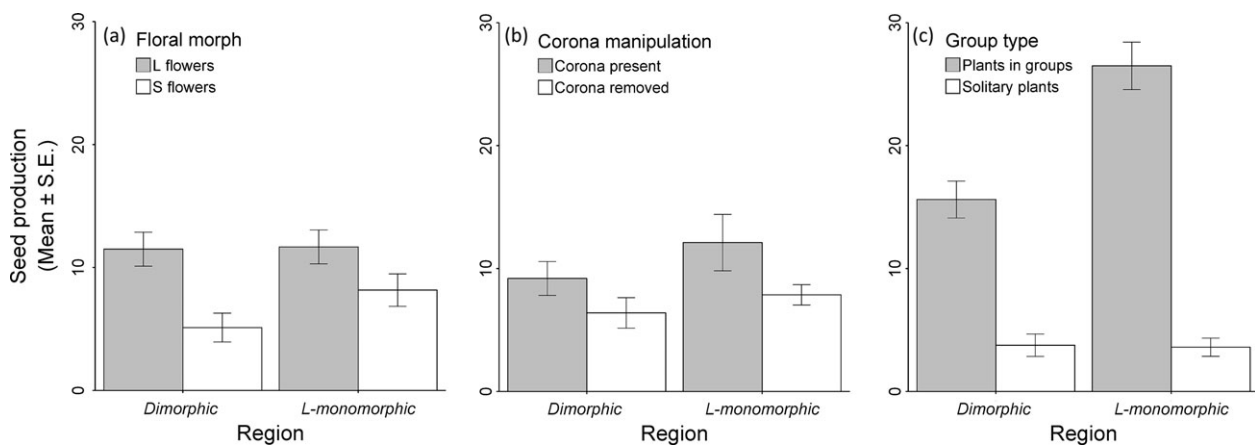 Seed production
(Mean ± S.E.)
(a) Floral morph
L flowers
S flowers
30
20
10
0
Dimorphic L-monomorphic
Region
(b) Corona manipulation
Corona present
Corona removed
30
20
10
0
Dimorphic L-monomorphic
Region
(c) Group type
Plants in groups
Solitary plants
30
20
10
0
Dimorphic L-monomorphic
Region